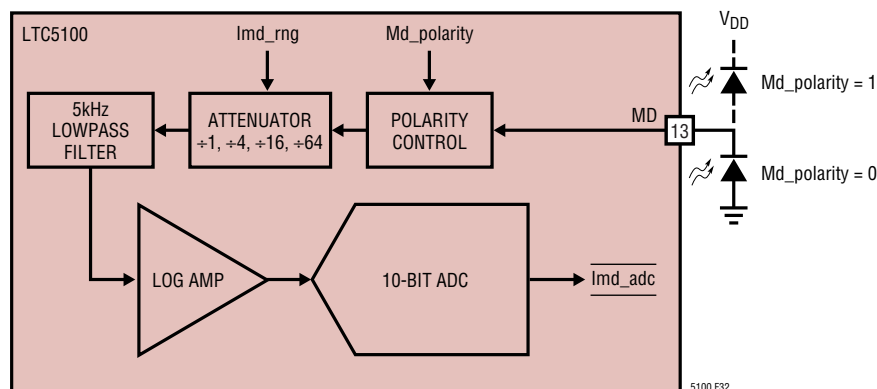 LTC5100
Imd_rng
Md_polarity
VDD
Md_polarity = 1
5kHz
LOWPASS
FILTER
ATTENUATOR
÷1, ÷4, ÷16, ÷64
POLARITY
CONTROL
MD
13
Md_polarity = 0
LOG AMP
10-BIT ADC
Imd_adc
5100 F32